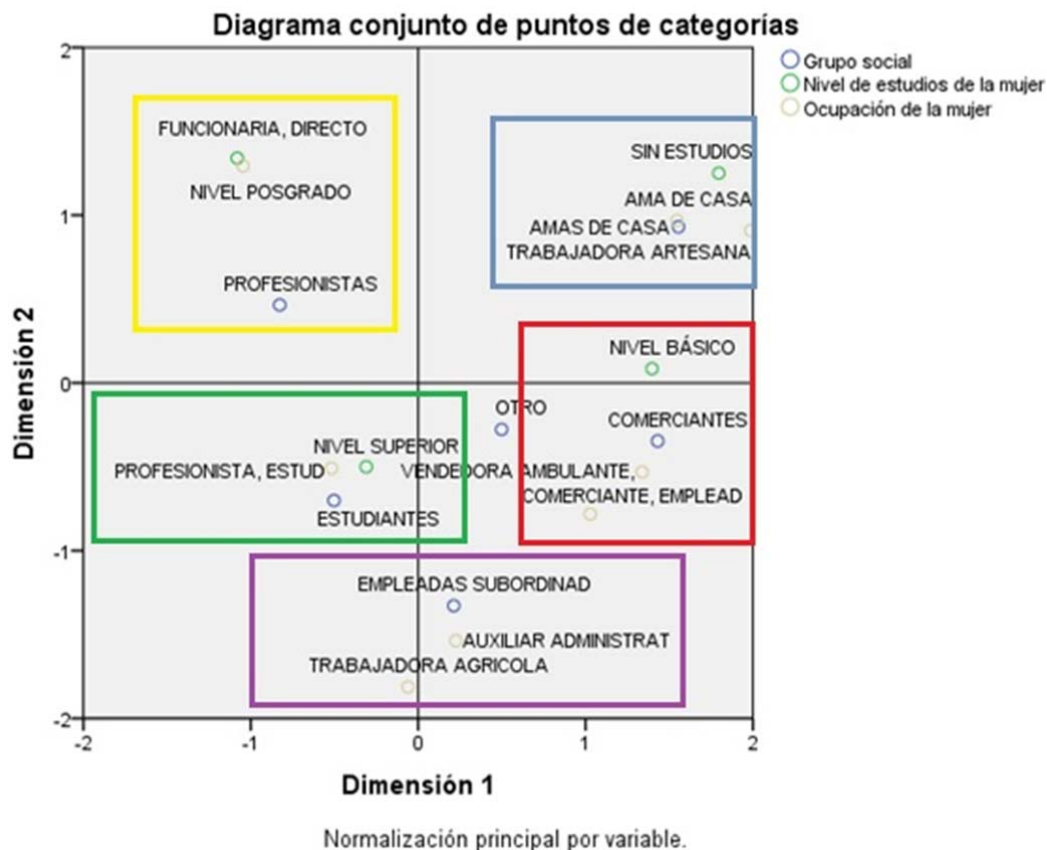 Diagrama conjunto de puntos de categorías
Grupo social
Nivel de estudios de la mujer
Ocupación de la mujer
2
FUNCIONARIA, DIRECTO
NIVEL POSGRADO
SIN ESTUDIOS
AMA DE CASA
1
AMAS DE CASA
TRABAJADORA ARTESANA
PROFESIONISTAS
Dimensión 2
NIVEL BÁSICO
0
OTRO
COMERCIANTES
NIVEL SUPERIOR
PROFESIONISTA, ESTUD
VENDEDORA AMBULANTE,
COMERCIANTE, EMPLEAD
ESTUDIANTES
-1
EMPLEADAS SUBORDINAD
AUXILIAR ADMINISTRAT
TRABAJADORA AGRICOLA
-2
-2 -1 0 1 2
Dimensión 1
Normalización principal por variable.